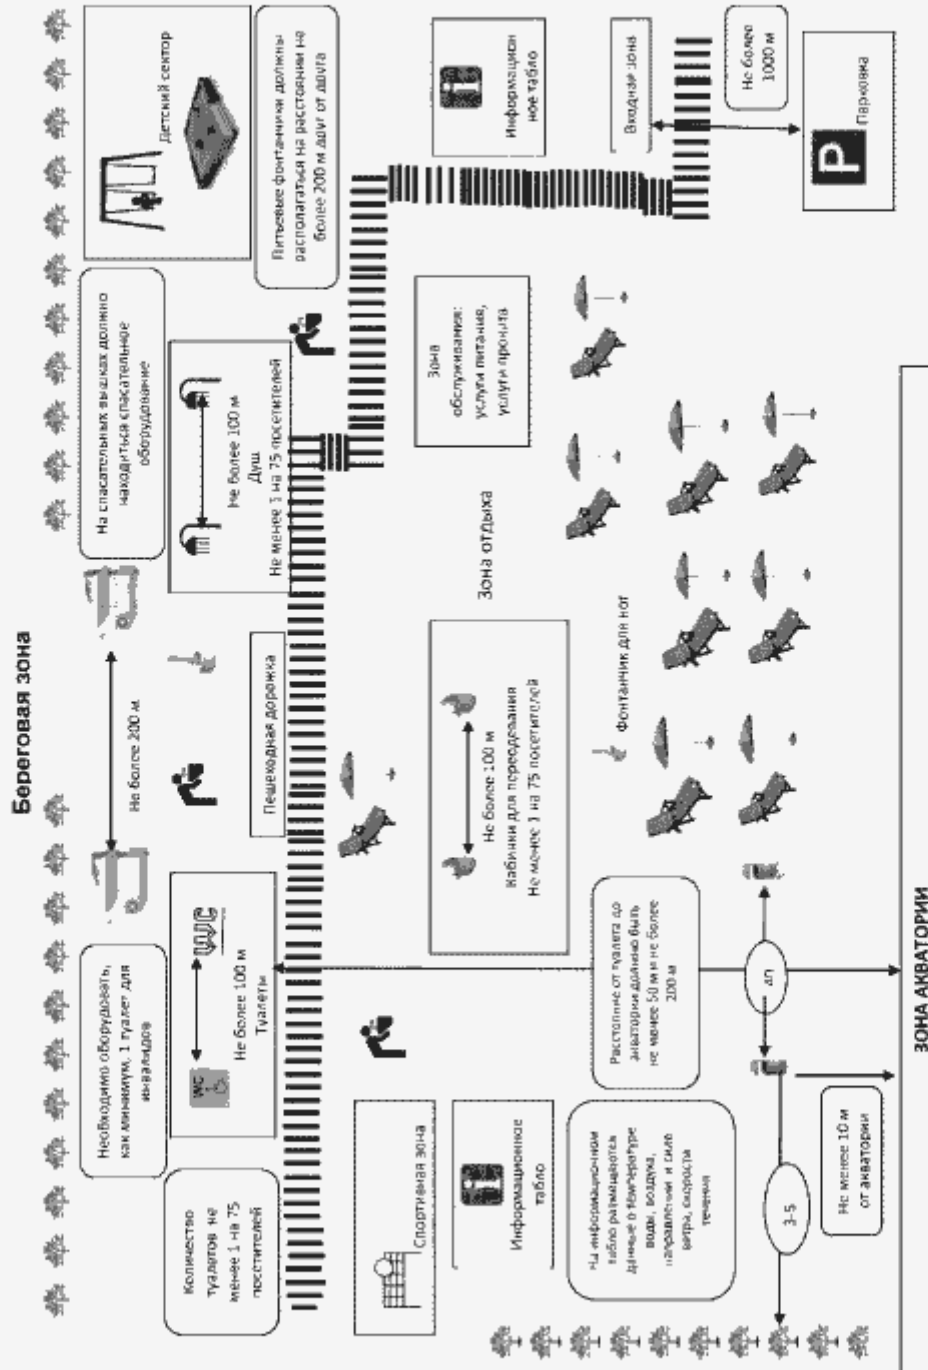 Береговая зона
Необходимо оборудовать,
как минимум, 1 туалет для
инвалидов
Не более 200 м
На спасательных вышках должно
находиться спасательное
оборудование
Детский сектор
Количество
туалетов не
менее 1 на 75
посетителей
WC
WC
Не более 100 м
Туалеты
Пешеходная дорожка
Не более 100 м
Душ
Не менее 1 на 75 посетителей
Питьевые фонтанчики должны
располагаться на расстоянии не
более 200 м друг от друга
Спортивная зона
Информационное
табло
Не более 100 м
Кабинки для переодевания
Не менее 1 на 75 посетителей
Зона отдыха
Зона
обслуживания:
услуги питания,
услуги проката
Информацион
ное табло
Входная зона
Не более
1000 м
P
Парковка
На информационном
табло размещаются
данные о температуре
воды, воздуха,
направлении и силе
ветра, скорости
течения
Расстояние от туалета до
акватории должно быть
не менее 50 м и не более
200 м
Фонтанчик для ног
3-5
40
Не менее 10 м
от акватории
ЗОНА АКВАТОРИИ